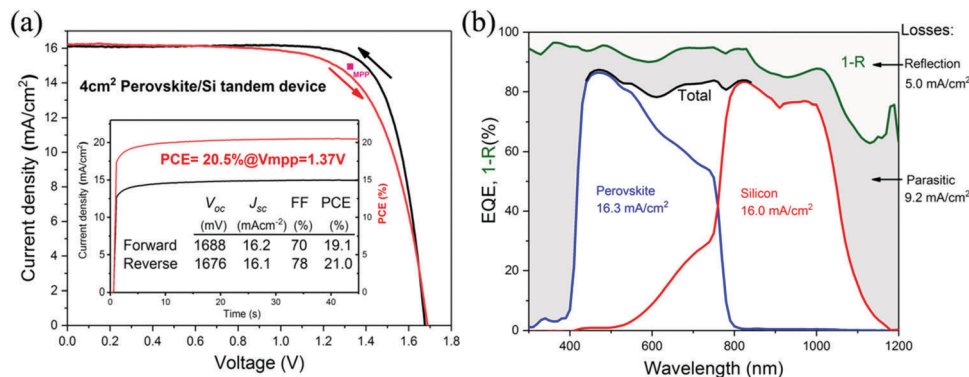 (a)
16
14
12
10
8
6
4
2
0
Current density (mA/cm²)
MPP
4cm² Perovskite/Si tandem device
25
20
15
10
5
0
Current density (mA/cm²)
PCE= 20.5%@Vmpp=1.37V
Voc Jsc FF PCE
(mV) (mAcm⁻²) (%) (%)
Forward 1688 16.2 70 19.1
Reverse 1676 16.1 78 21.0
25
20
15
10
5
0
PCE (%)
0 10 20 30 40
Time (s)
0.0 0.2 0.4 0.6 0.8 1.0 1.2 1.4 1.6 1.8
Voltage (V)
(b)
100
80
60
40
20
0
EQE, 1-R(%)
1-R
Total
Perovskite
16.3 mA/cm²
Silicon
16.0 mA/cm²
400 600 800 1000 1200
Wavelength (nm)
Losses:
Reflection
5.0 mA/cm²
Parasitic
9.2 mA/cm²